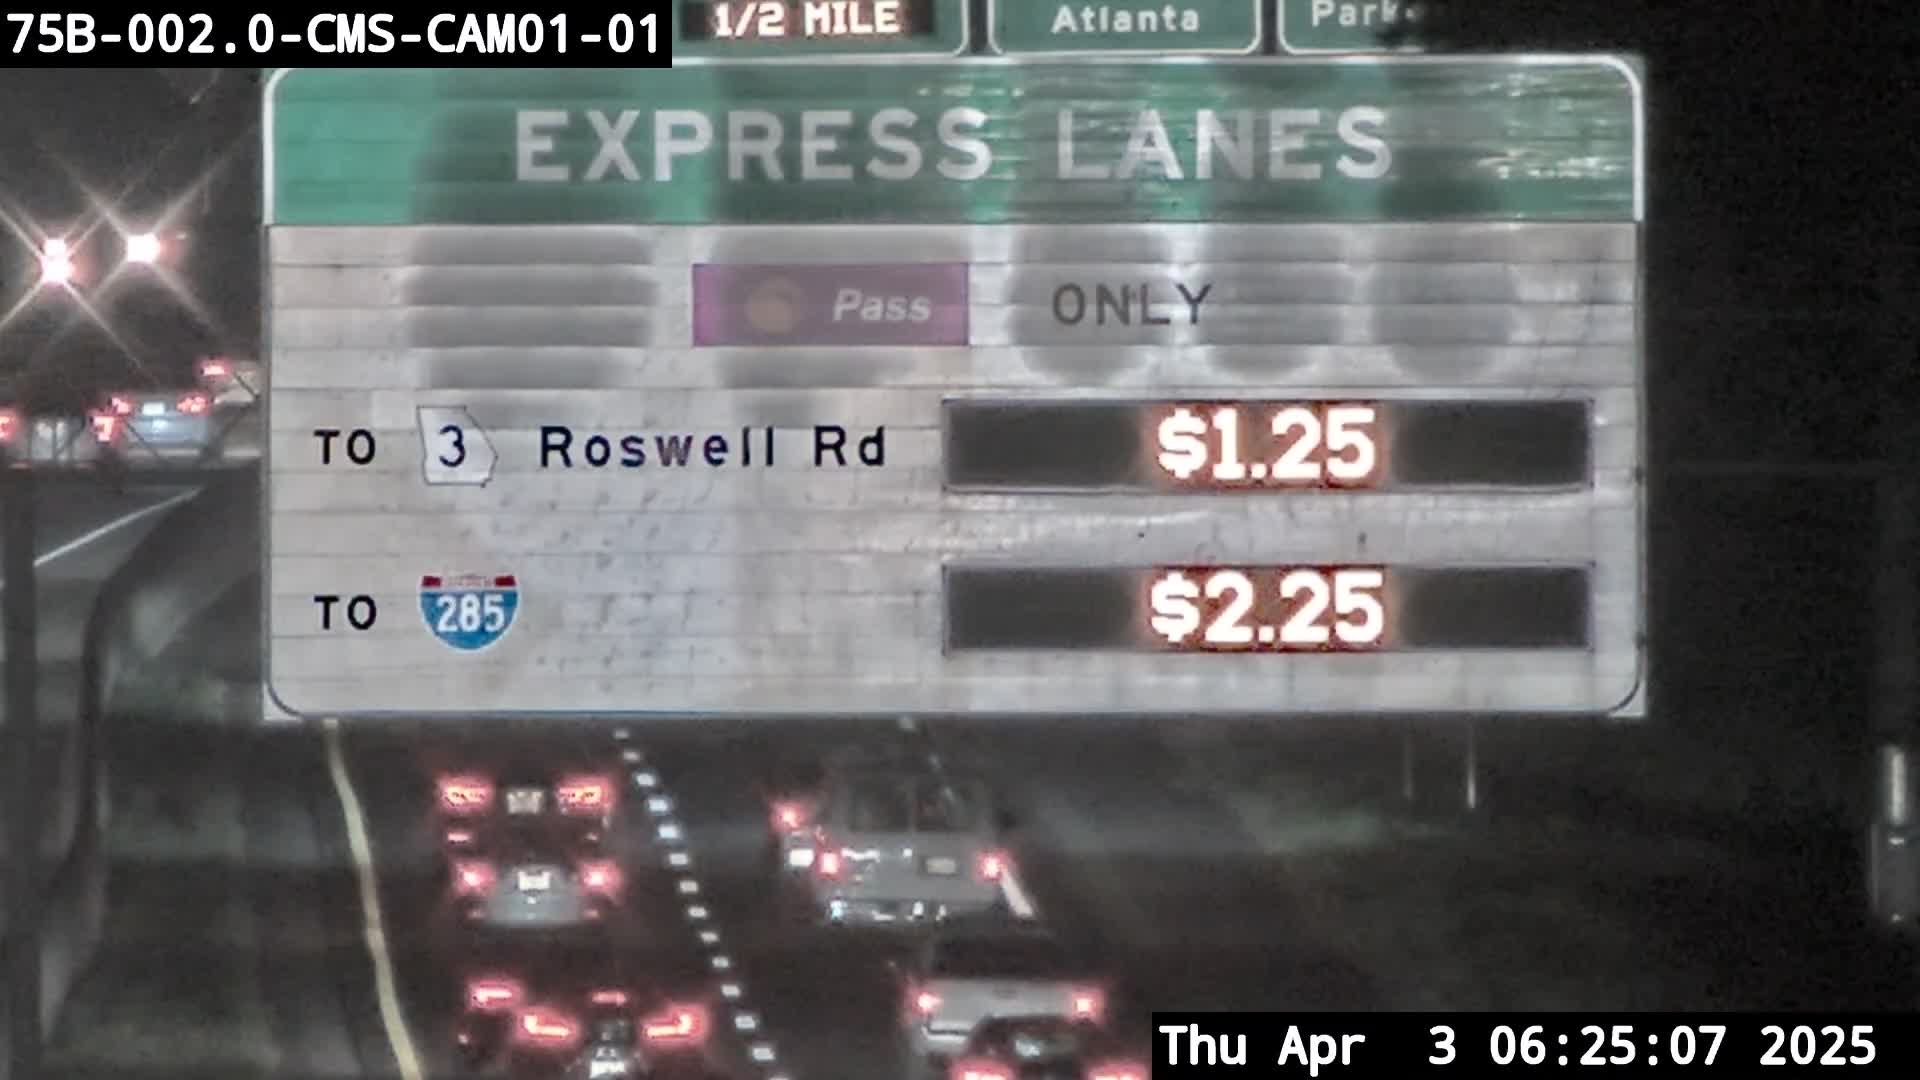 75B-002.0-CMS-CAM01-01
1/2 MILE
Atlanta
Park
EXPRESS LANES
Pass ONLY
TO 3 Roswell Rd $1.25
TO 285 $2.25
Thu Apr 3 06:25:07 2025